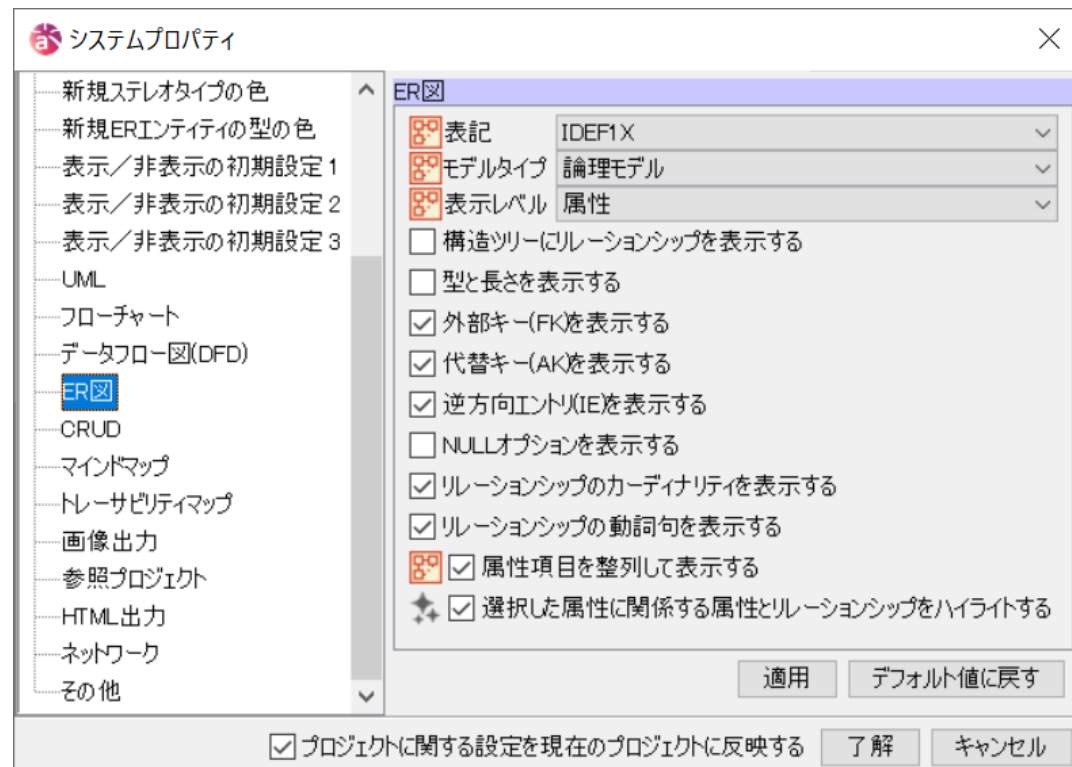 システムプロパティ
新規ステレオタイプの色
新規ERエンティティの型の色
表示／非表示の初期設定1
表示／非表示の初期設定2
表示／非表示の初期設定3
UML
フローチャート
データフロー図(DFD)
ER図
CRUD
マインドマップ
トレーサビリティマップ
画像出力
参照プロジェクト
HTML出力
ネットワーク
その他
ER図
表記 IDEF1X
モデルタイプ 論理モデル
表示レベル 属性
構造ツリーにリレーションシップを表示する
型と長さを表示する
外部キー(FK)を表示する
代替キー(AK)を表示する
逆方向エントリ(IE)を表示する
NULLオプションを表示する
リレーションシップのカーディナリティを表示する
リレーションシップの動詞句を表示する
属性項目を整列して表示する
選択した属性に関係する属性とリレーションシップをハイライトする
適用 デフォルト値に戻す
プロジェクトに関する設定を現在のプロジェクトに反映する 了解 キャンセル